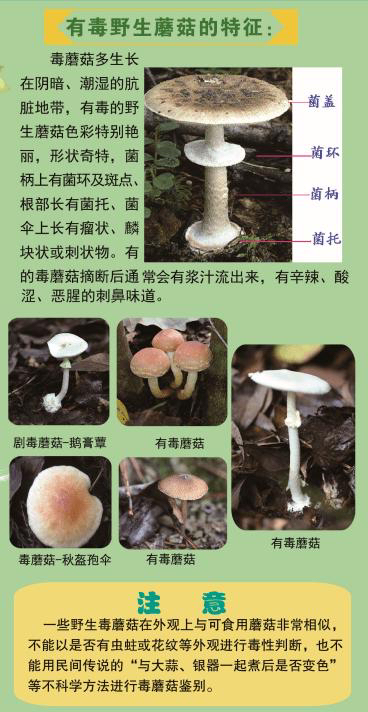 有毒野生蘑菇的特征：
毒蘑菇多生长
在阴暗、潮湿的肮
脏地带，有毒的野
生蘑菇色彩特别艳
丽，形状奇特，菌
柄上有菌环及斑点、
根部长有菌托、菌
伞上长有瘤状、麟
块状或刺状物。有
的毒蘑菇摘断后通常会有浆汁流出来，有辛辣、酸
涩、恶腥的刺鼻味道。
菌盖
菌环
菌柄
菌托
剧毒蘑菇-鹅膏蕈
有毒蘑菇
毒蘑菇-秋盔孢伞
有毒蘑菇
有毒蘑菇
注 意
一些野生毒蘑菇在外观上与可食用蘑菇非常相似，
不能以是否有虫蛀或花纹等外观进行毒性判断，也不
能用民间传说的“与大蒜、银器一起煮后是否变色”
等不科学方法进行毒蘑菇鉴别。